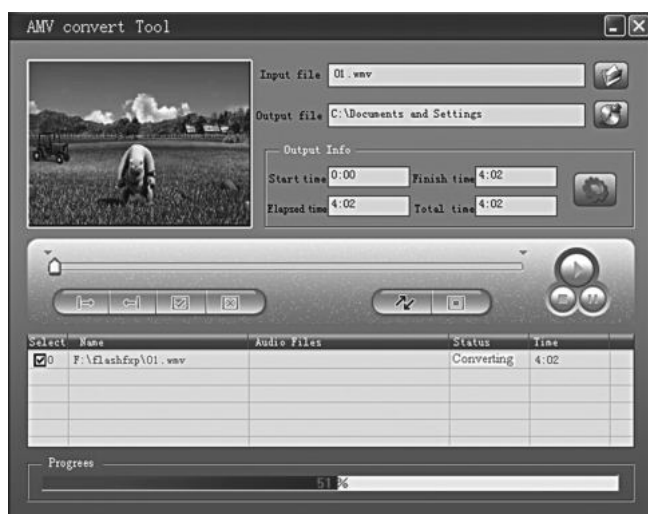 AMV convert Tool
Input file 01.wmv
Output file C:\Documents and Settings
Output Info
Start time 0:00 Finish time 4:02
Elapsed time 4:02 Total time 4:02
Select Name Audio Files Status Time
0 F:\flashfxp\01.wmv Converting 4:02
Progrees
51 %